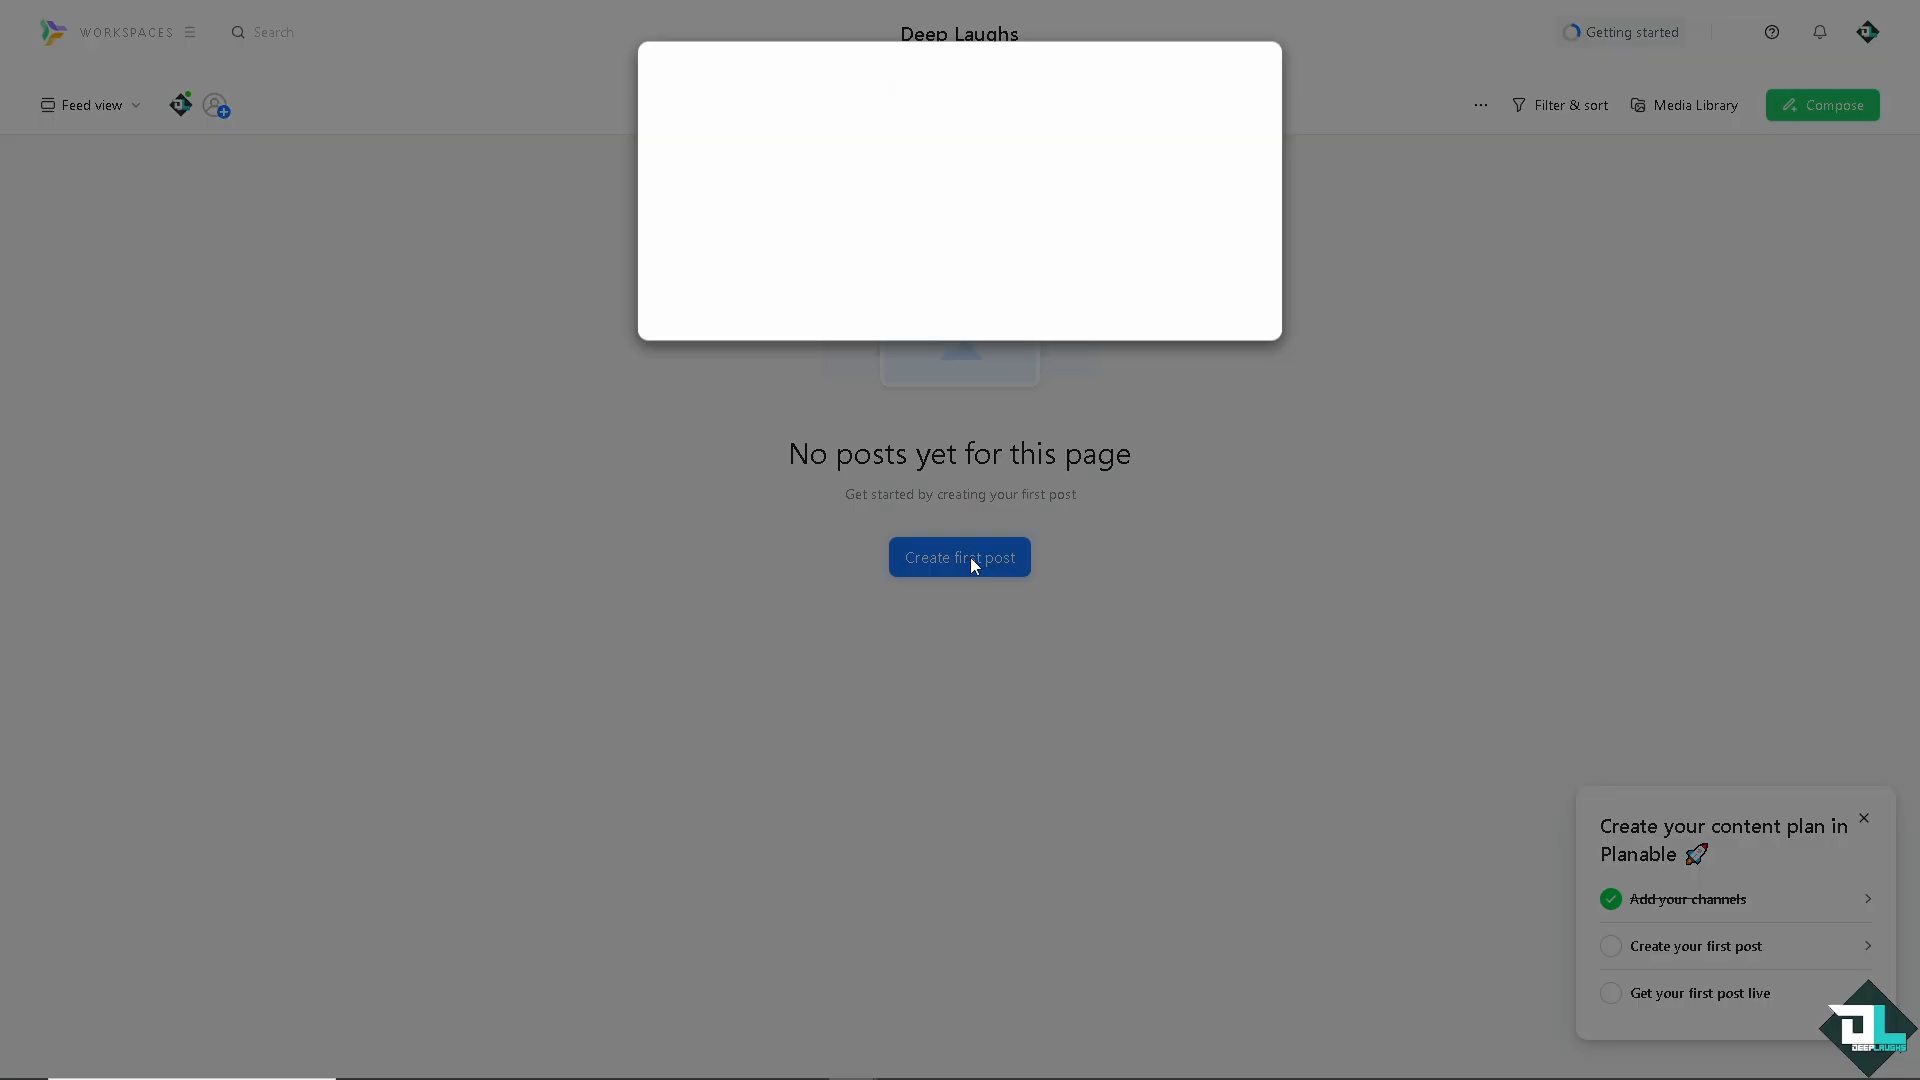 WORKSPACES
Search
Deep Laughs
Getting started
Feed view
Filter & sort
Media Library
Compose
No posts yet for this page
Get started by creating your first post
Create first post
Create your content plan in
Planable
Add your channels
Create your first post
Get your first post live
DEEPLAUGHS